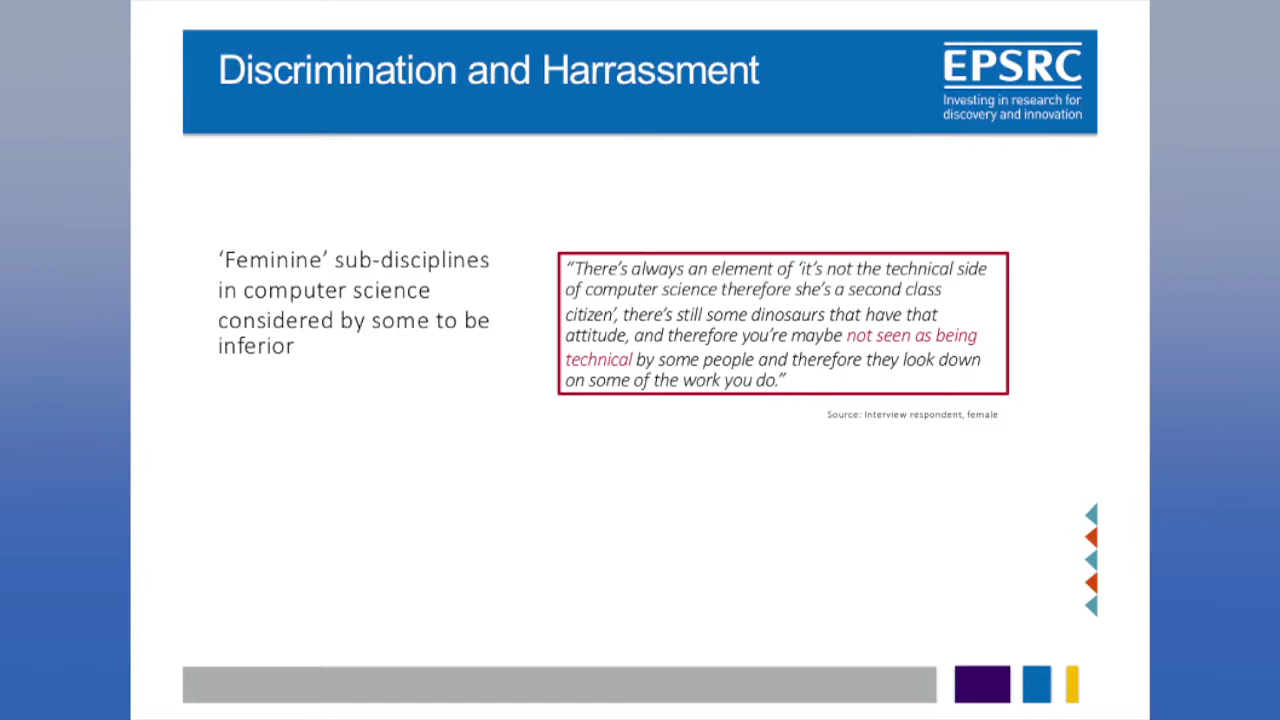 Discrimination and Harrassment
EPSRC
Investing in research for
discovery and innovation
‘Feminine’ sub-disciplines
in computer science
considered by some to be
inferior
“There’s always an element of ‘it’s not the technical side
of computer science therefore she’s a second class
citizen’, there’s still some dinosaurs that have that
attitude, and therefore you’re maybe not seen as being
technical by some people and therefore they look down
on some of the work you do.”
Source: Interview respondent, female